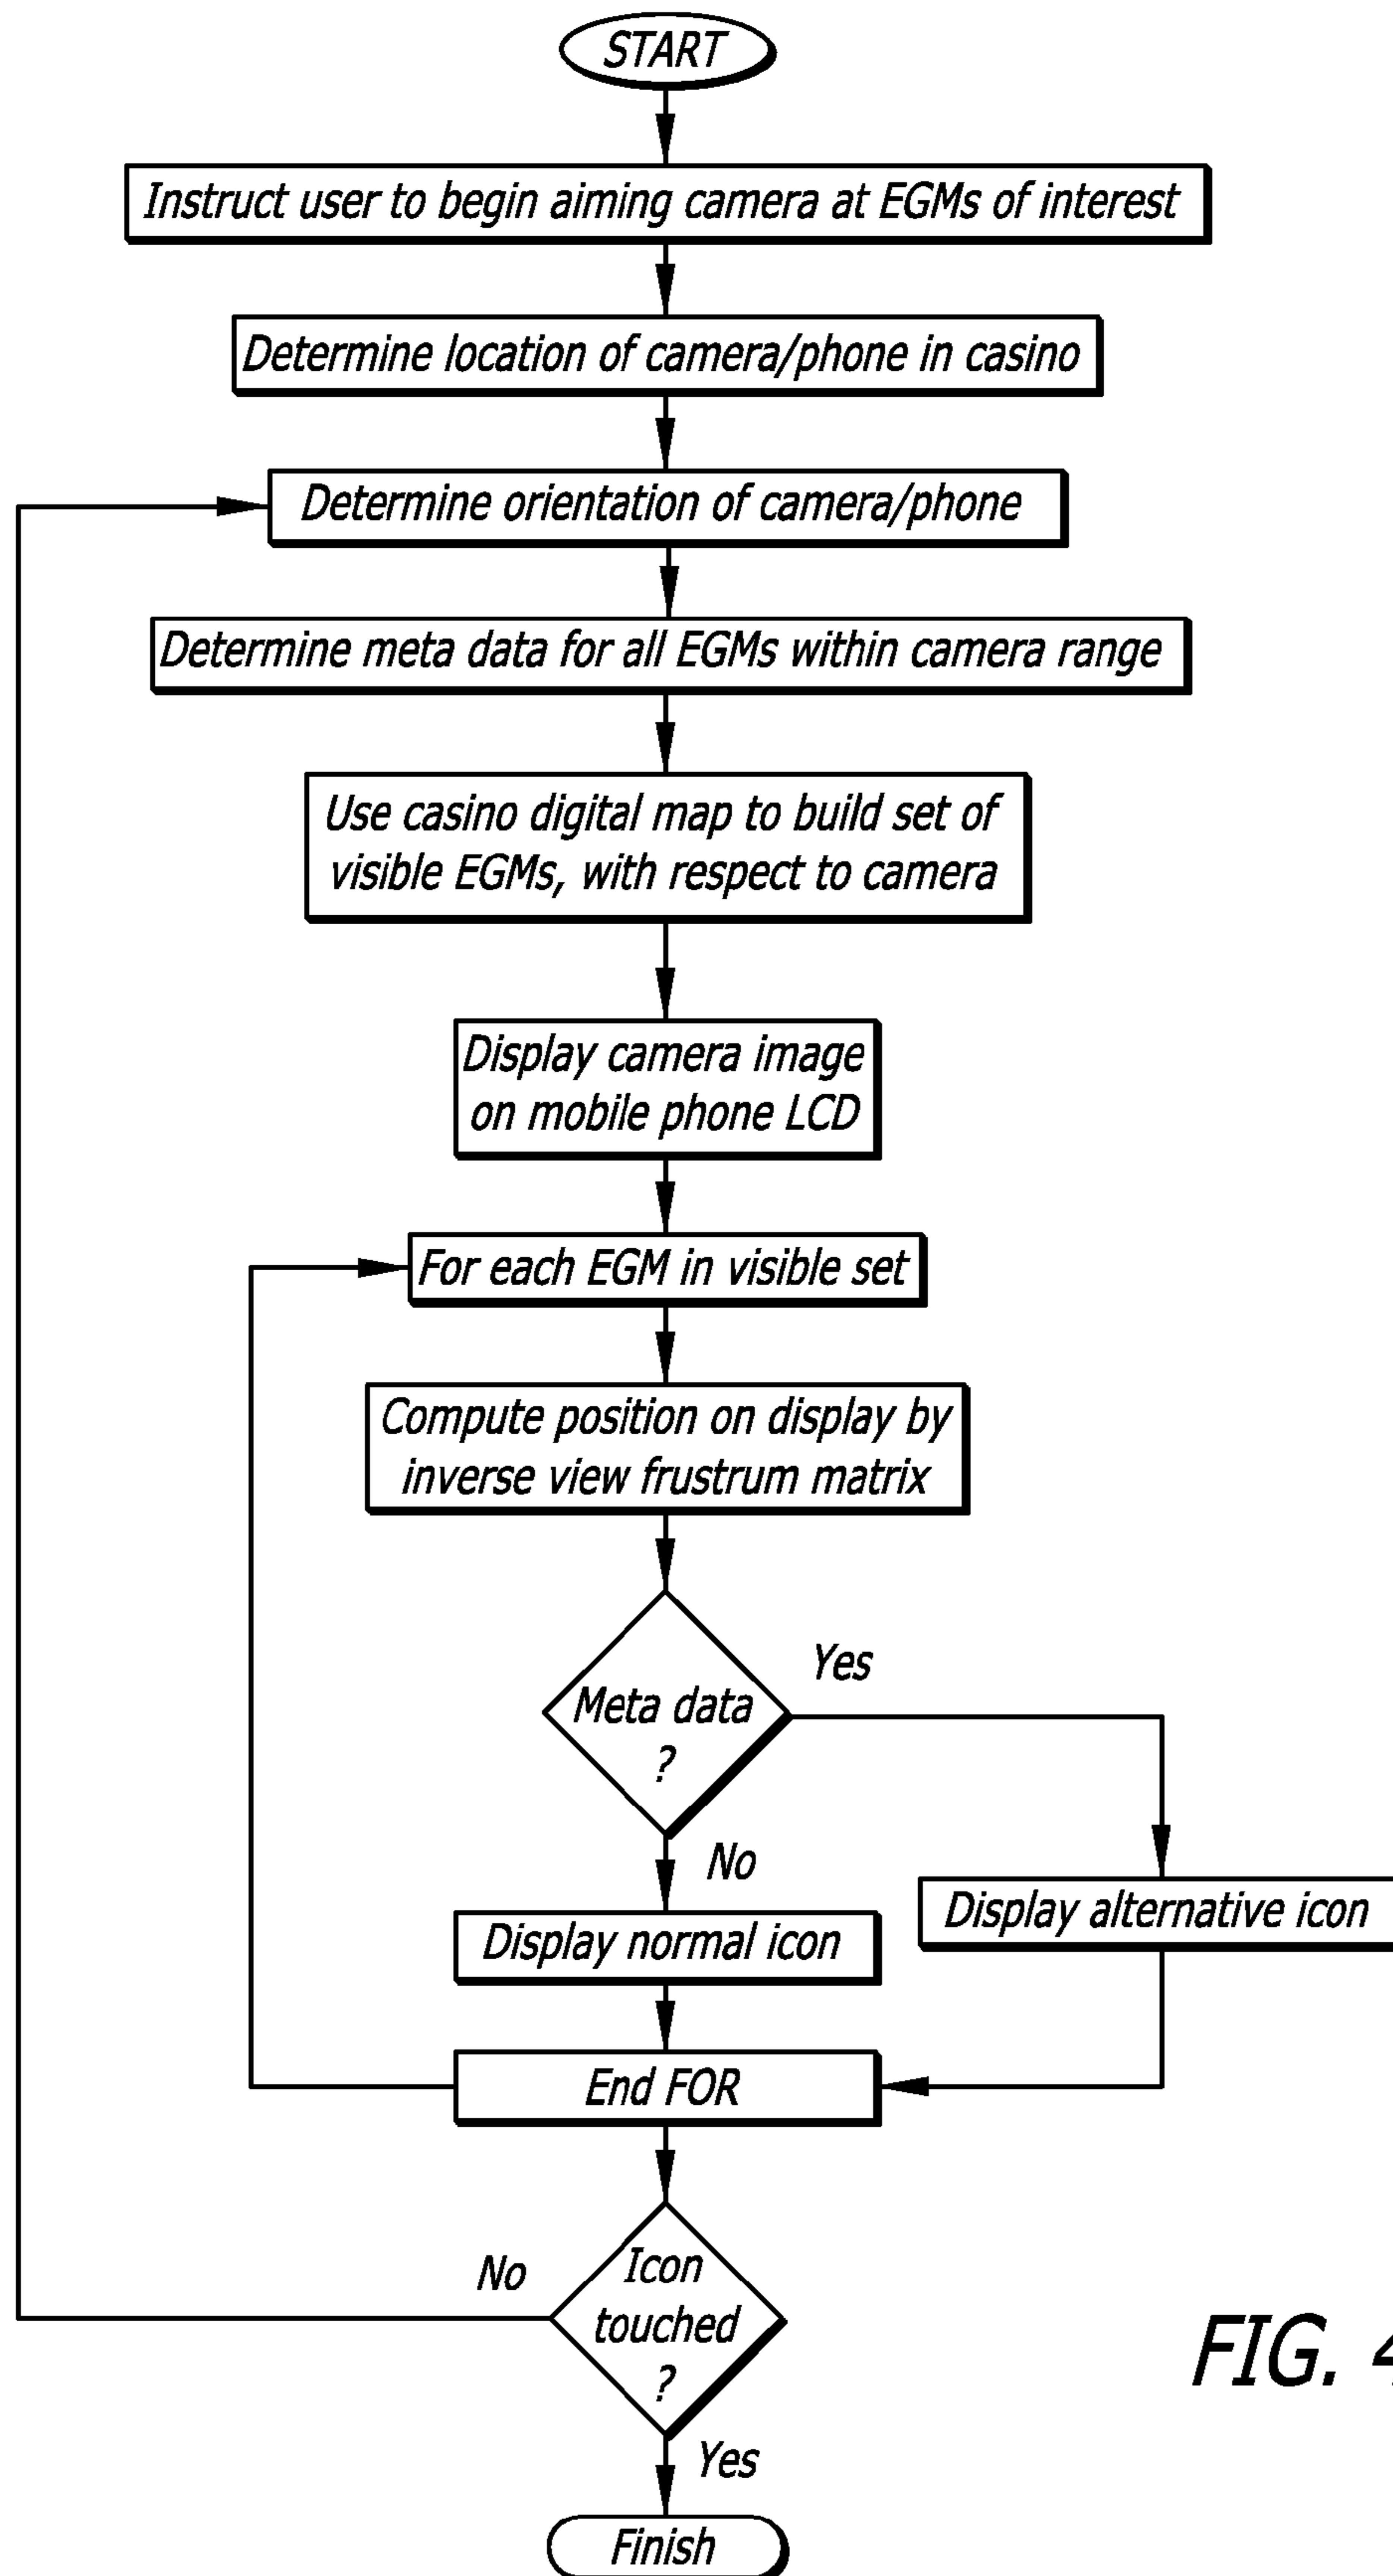 START
Instruct user to begin aiming camera at EGMs of interest
Determine location of camera/phone in casino
Determine orientation of camera/phone
Determine meta data for all EGMs within camera range
Use casino digital map to build set of
visible EGMs, with respect to camera
Display camera image
on mobile phone LCD
For each EGM in visible set
Compute position on display by
inverse view frustrum matrix
Meta data
?
Yes
No
Display alternative icon
Display normal icon
End FOR
Icon
touched
?
No
Yes
Finish
FIG. 4